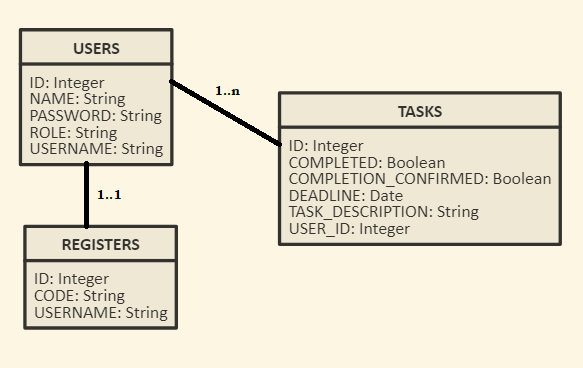 USERS
ID: Integer
NAME: String
PASSWORD: String
ROLE: String
USERNAME: String
1..n
TASKS
ID: Integer
COMPLETED: Boolean
COMPLETION_CONFIRMED: Boolean
DEADLINE: Date
TASK_DESCRIPTION: String
USER_ID: Integer
1..1
REGISTERS
ID: Integer
CODE: String
USERNAME: String